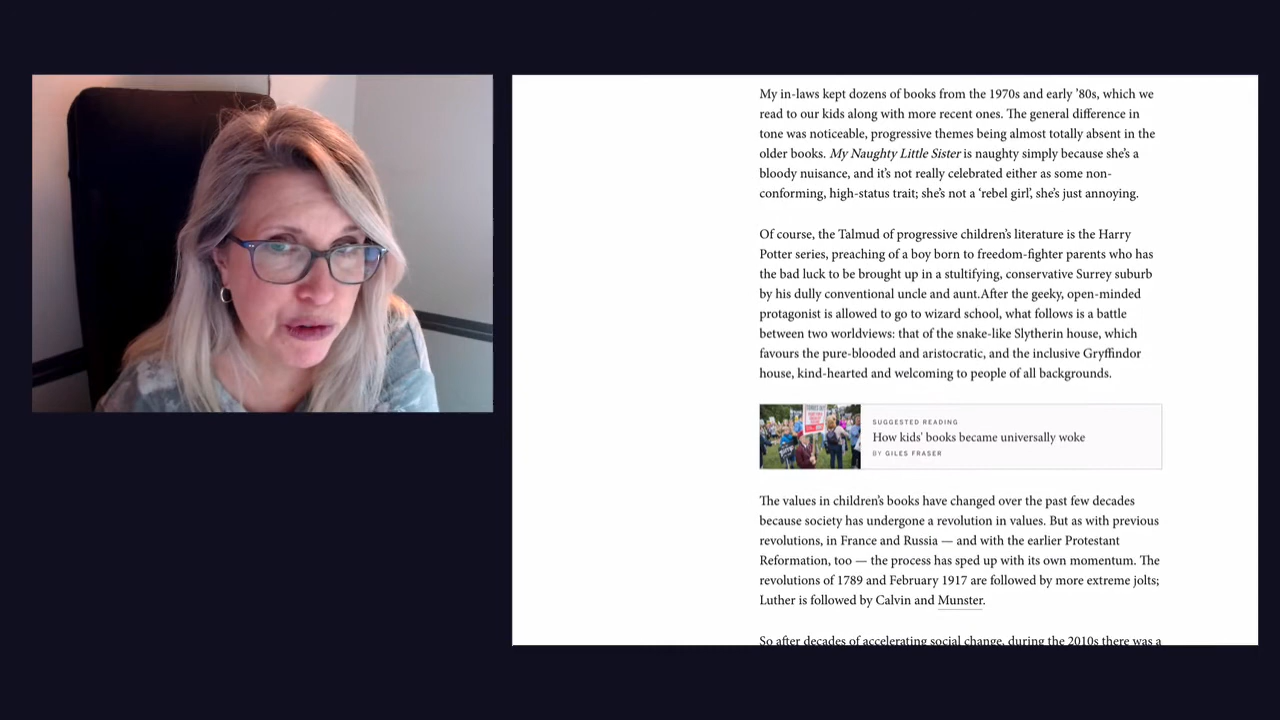 My in-laws kept dozens of books from the 1970s and early ’80s, which we
read to our kids along with more recent ones. The general difference in
tone was noticeable, progressive themes being almost totally absent in the
older books. My Naughty Little Sister is naughty simply because she’s a
bloody nuisance, and it’s not really celebrated either as some non-
conforming, high-status trait; she’s not a ‘rebel girl’, she’s just annoying.
Of course, the Talmud of progressive children’s literature is the Harry
Potter series, preaching of a boy born to freedom-fighter parents who has
the bad luck to be brought up in a stultifying, conservative Surrey suburb
by his dully conventional uncle and aunt.After the geeky, open-minded
protagonist is allowed to go to wizard school, what follows is a battle
between two worldviews: that of the snake-like Slytherin house, which
favours the pure-blooded and aristocratic, and the inclusive Gryffindor
house, kind-hearted and welcoming to people of all backgrounds.
SUGGESTED READING
How kids' books became universally woke
BY GILES FRASER
The values in children’s books have changed over the past few decades
because society has undergone a revolution in values. But as with previous
revolutions, in France and Russia — and with the earlier Protestant
Reformation, too — the process has sped up with its own momentum. The
revolutions of 1789 and February 1917 are followed by more extreme jolts;
Luther is followed by Calvin and Munster.
So after decades of accelerating social change, during the 2010s there was a